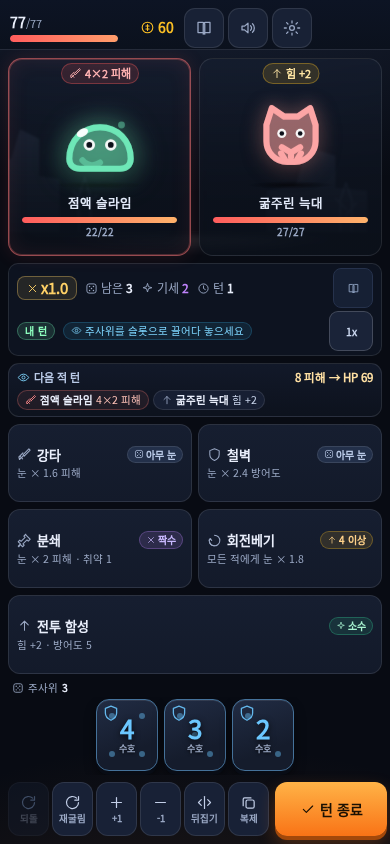 77/77
60
4×2 피해
힘 +2
점액 슬라임
굶주린 늑대
22/22
27/27
x1.0
남은 3
기세 2
턴 1
내 턴
주사위를 슬롯으로 끌어다 놓으세요
1x
다음 적 턴
8 피해 → HP 69
점액 슬라임 4×2 피해
굶주린 늑대 힘 +2
강타
아무 눈
눈 × 1.6 피해
철벽
아무 눈
눈 × 2.4 방어도
분쇄
짝수
눈 × 2 피해 · 취약 1
회전베기
4 이상
모든 적에게 눈 × 1.8
전투 함성
소수
힘 +2 · 방어도 5
주사위 3
4
수호
3
수호
2
수호
되돌
재굴림
+1
-1
뒤집기
복제
턴 종료